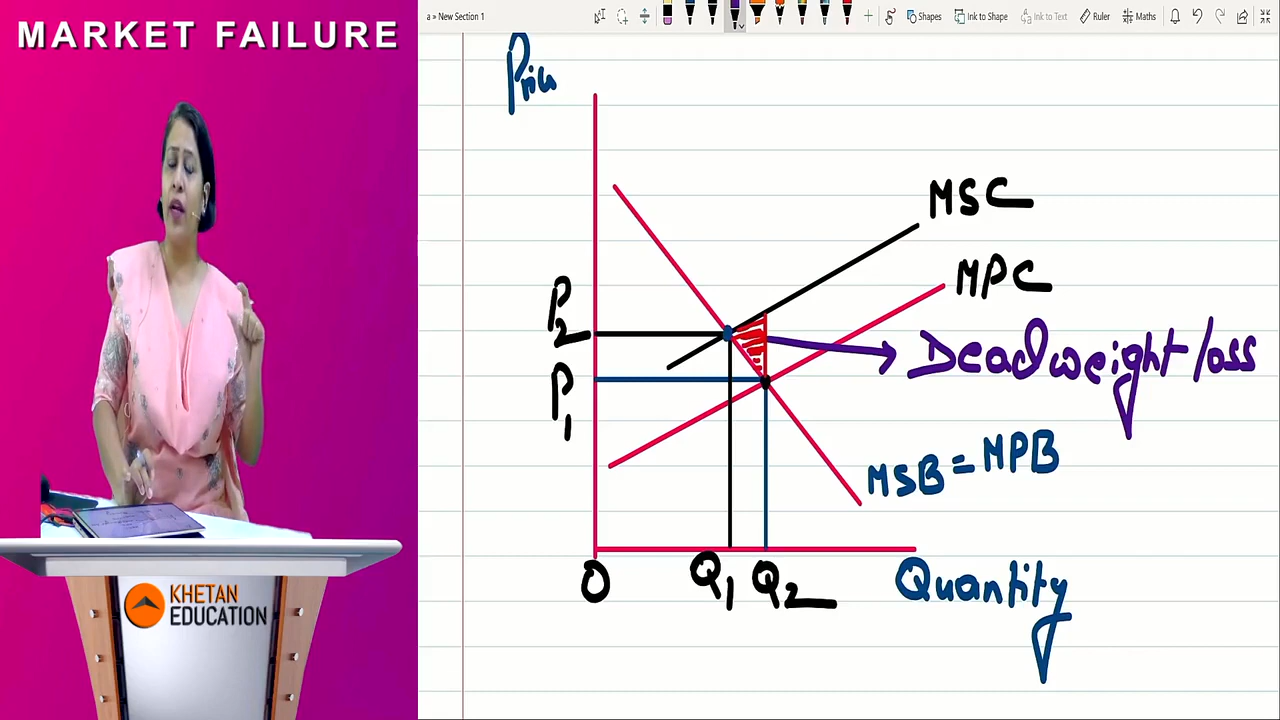 MARKET FAILURE
a » New Section 1
Shapes
Ink to Shape
Ink to Text
Ruler
Maths
Price
MSC
MPC
P2
Deadweight loss
P1
MSB = MPB
O
Q1
Q2
Quantity
KHETAN
EDUCATION